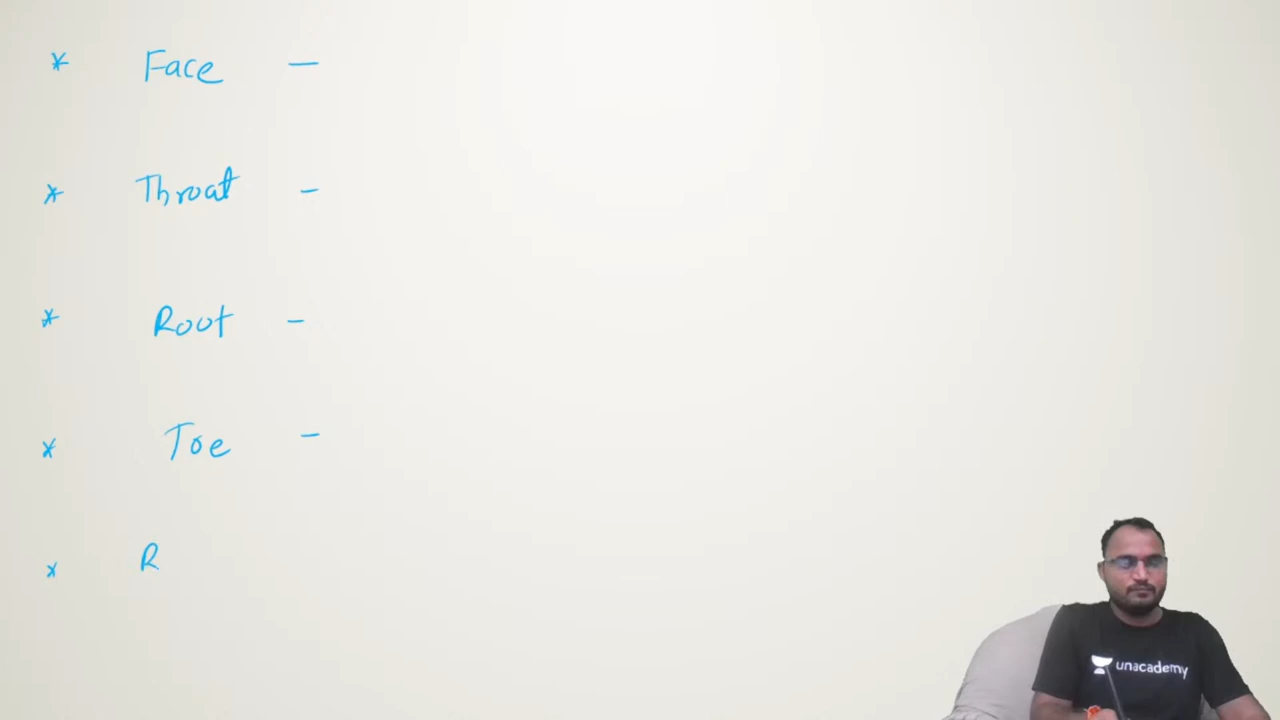 * Face —
* Throat -
* Root -
* Toe -
* R
unacademy